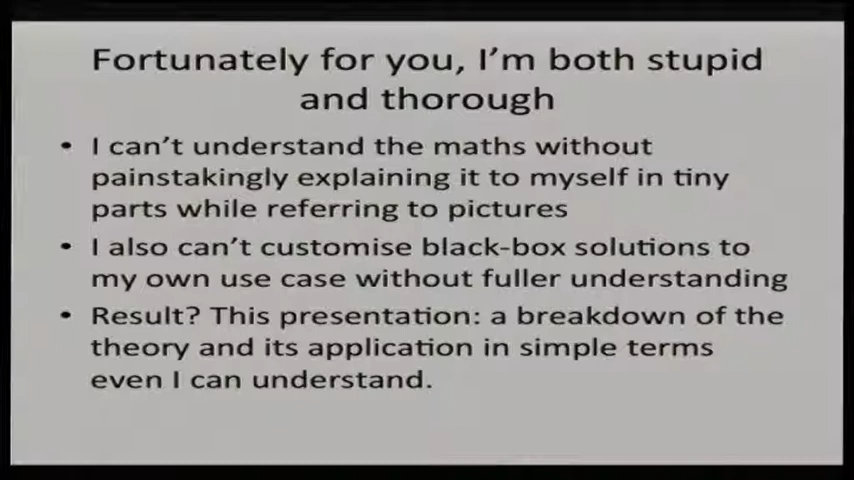 Fortunately for you, I'm both stupid
and thorough
• I can't understand the maths without
painstakingly explaining it to myself in tiny
parts while referring to pictures
• I also can't customise black-box solutions to
my own use case without fuller understanding
• Result? This presentation: a breakdown of the
theory and its application in simple terms
even I can understand.